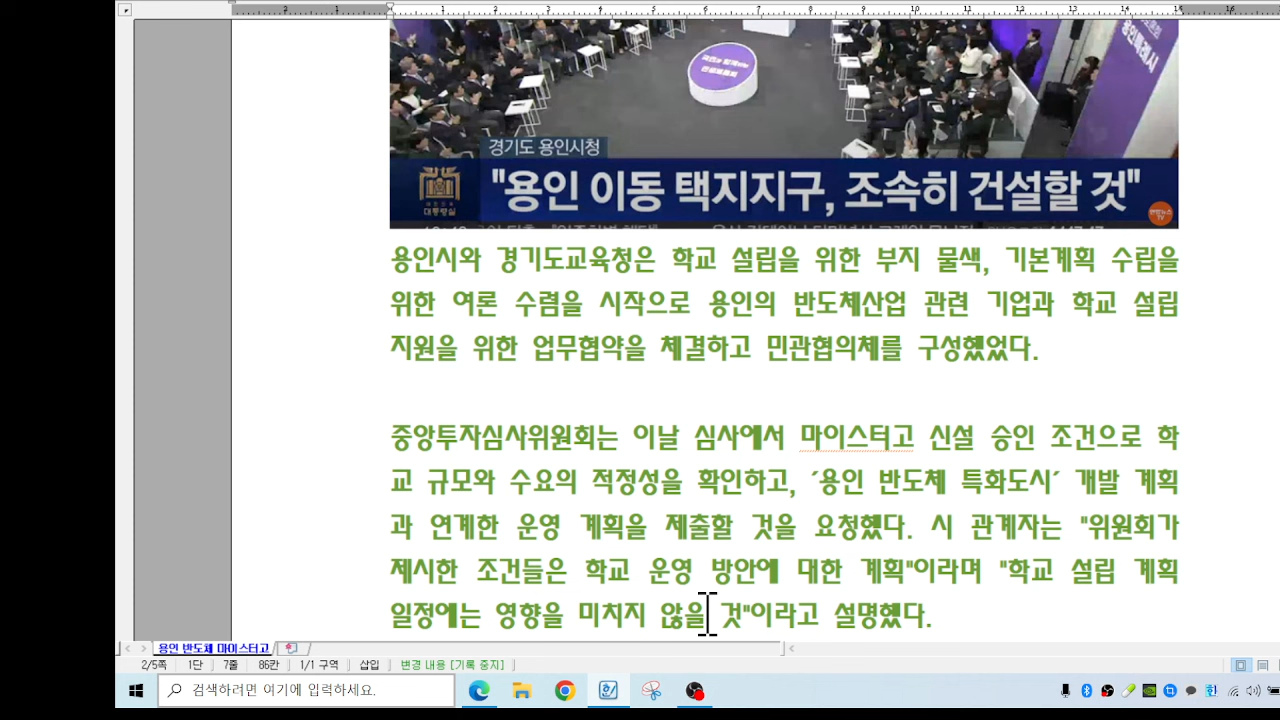 경기도 용인시청
"용인 이동 택지지구, 조속히 건설할 것"
대통령실
용인특례시
용인시와 경기도교육청은 학교 설립을 위한 부지 물색, 기본계획 수립을
위한 여론 수렴을 시작으로 용인의 반도체산업 관련 기업과 학교 설립
지원을 위한 업무협약을 체결하고 민관협의체를 구성했었다.
중앙투자심사위원회는 이날 심사에서 마이스터고 신설 승인 조건으로 학
교 규모와 수요의 적정성을 확인하고, ´용인 반도체 특화도시´ 개발 계획
과 연계한 운영 계획을 제출할 것을 요청했다. 시 관계자는 "위원회가
제시한 조건들은 학교 운영 방안에 대한 계획"이라며 "학교 설립 계획
일정에는 영향을 미치지 않을 것"이라고 설명했다.
용인 반도체 마이스터고
2/5쪽 1단 7줄 86칸 1/1 구역 삽입 변경 내용 [기록 중지]
검색하려면 여기에 입력하세요.